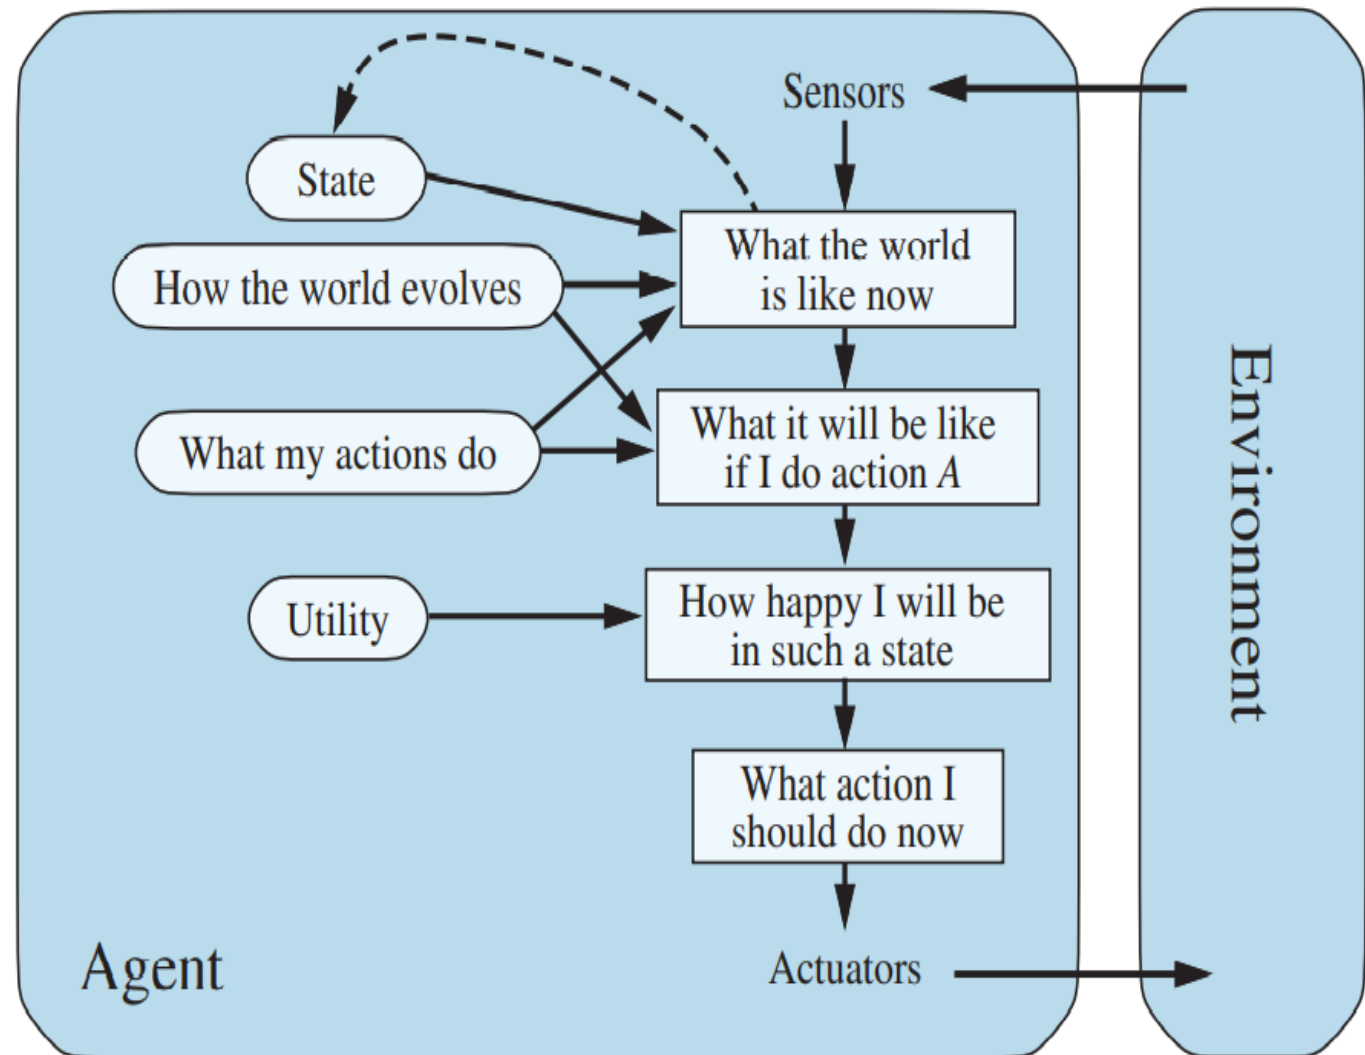 Sensors
State
What the world
is like now
How the world evolves
What my actions do
What it will be like
if I do action A
Utility
How happy I will be
in such a state
What action I
should do now
Agent
Actuators
Environment